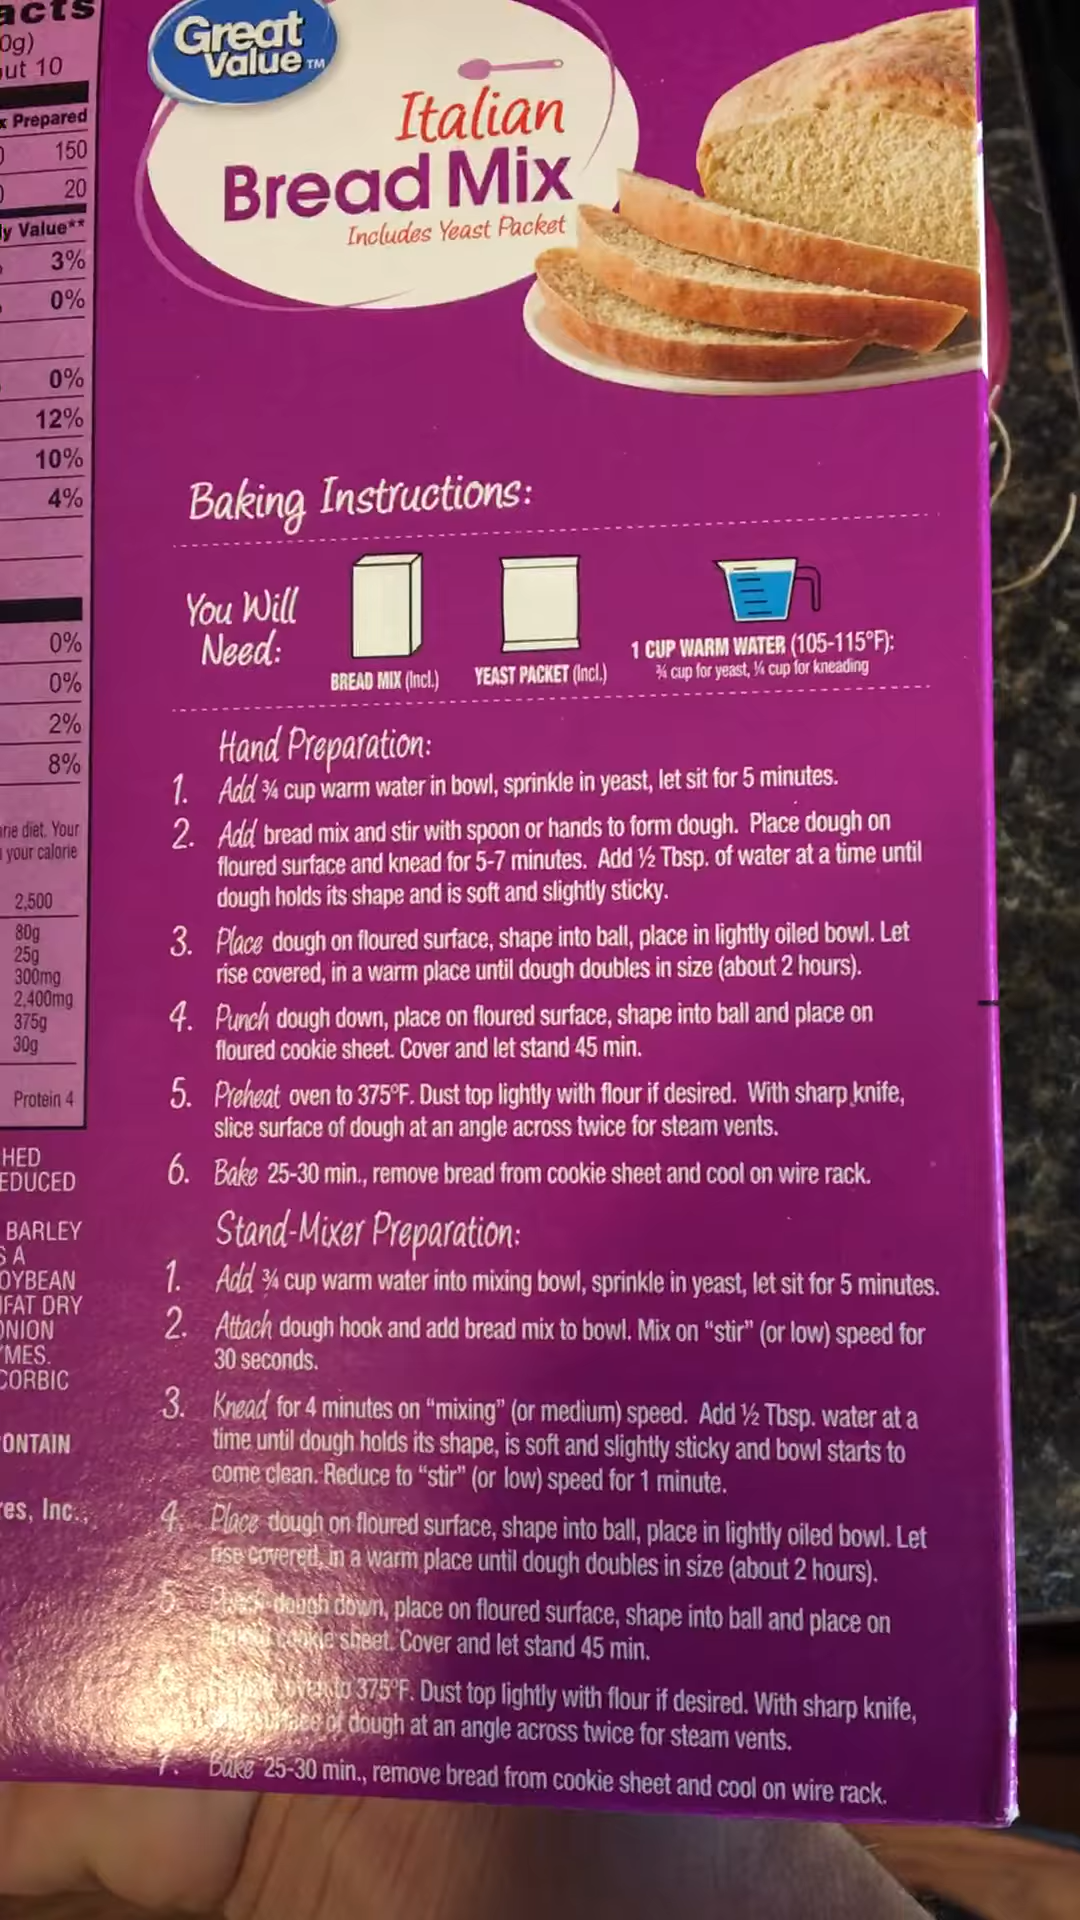 acts
0g)
out 10
x Prepared
150
20
ly Value**
3%
0%
0%
12%
10%
4%
0%
0%
2%
8%
rie diet. Your
your calorie
2,500
80g
25g
300mg
2,400mg
375g
30g
Protein 4
HED
EDUCED
BARLEY
S A
OYBEAN
FAT DRY
ONION
YMES.
CORBIC
ONTAIN
res, Inc.,
Great
Value TM
Italian
Bread Mix
Includes Yeast Packet
Baking Instructions:
You Will
Need:
BREAD MIX (Incl.)
YEAST PACKET (Incl.)
1 CUP WARM WATER (105-115°F):
¾ cup for yeast, ¼ cup for kneading
Hand Preparation:
1. Add ¾ cup warm water in bowl, sprinkle in yeast, let sit for 5 minutes.
2. Add bread mix and stir with spoon or hands to form dough. Place dough on
floured surface and knead for 5-7 minutes. Add ½ Tbsp. of water at a time until
dough holds its shape and is soft and slightly sticky.
3. Place dough on floured surface, shape into ball, place in lightly oiled bowl. Let
rise covered, in a warm place until dough doubles in size (about 2 hours).
4. Punch dough down, place on floured surface, shape into ball and place on
floured cookie sheet. Cover and let stand 45 min.
5. Preheat oven to 375°F. Dust top lightly with flour if desired. With sharp knife,
slice surface of dough at an angle across twice for steam vents.
6. Bake 25-30 min., remove bread from cookie sheet and cool on wire rack.
Stand-Mixer Preparation:
1. Add ¾ cup warm water into mixing bowl, sprinkle in yeast, let sit for 5 minutes.
2. Attach dough hook and add bread mix to bowl. Mix on “stir” (or low) speed for
30 seconds.
3. Knead for 4 minutes on “mixing” (or medium) speed. Add ½ Tbsp. water at a
time until dough holds its shape, is soft and slightly sticky and bowl starts to
come clean. Reduce to “stir” (or low) speed for 1 minute.
4. Place dough on floured surface, shape into ball, place in lightly oiled bowl. Let
rise covered, in a warm place until dough doubles in size (about 2 hours).
5. dough down, place on floured surface, shape into ball and place on
cookie sheet. Cover and let stand 45 min.
to 375°F. Dust top lightly with flour if desired. With sharp knife,
of dough at an angle across twice for steam vents.
7. Bake 25-30 min., remove bread from cookie sheet and cool on wire rack.